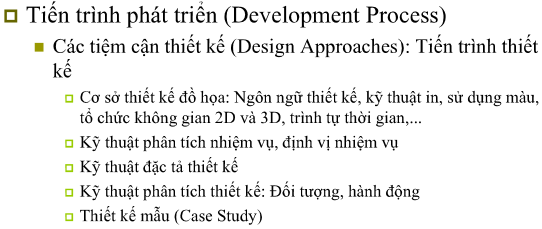 Tiến trình phát triển (Development Process)
Các tiệm cận thiết kế (Design Approaches): Tiến trình thiết
kế
Cơ sở thiết kế đồ họa: Ngôn ngữ thiết kế, kỹ thuật in, sử dụng màu,
tổ chức không gian 2D và 3D, trình tự thời gian,...
Kỹ thuật phân tích nhiệm vụ, định vị nhiệm vụ
Kỹ thuật đặc tả thiết kế
Kỹ thuật phân tích thiết kế: Đối tượng, hành động
Thiết kế mẫu (Case Study)